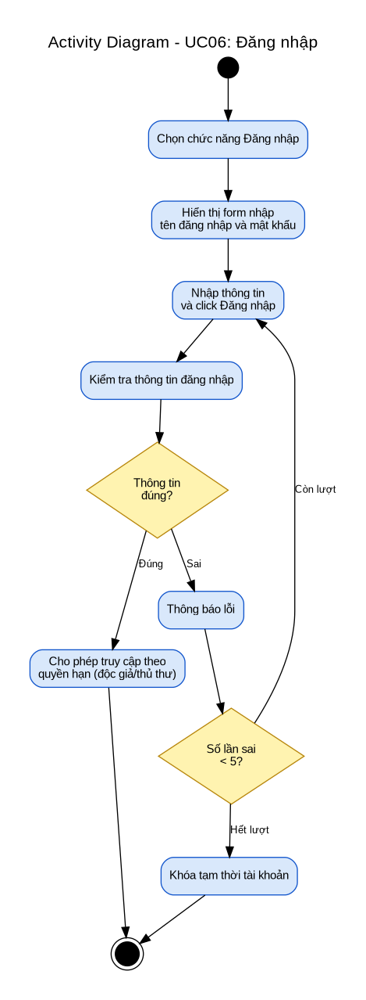 Activity Diagram - UC06: Đăng nhập
Chọn chức năng Đăng nhập
Hiển thị form nhập
tên đăng nhập và mật khẩu
Nhập thông tin
và click Đăng nhập
Kiểm tra thông tin đăng nhập
Thông tin
đúng?
Còn lượt
Đúng
Sai
Thông báo lỗi
Cho phép truy cập theo
quyền hạn (độc giả/thủ thư)
Số lần sai
< 5?
Hết lượt
Khóa tạm thời tài khoản